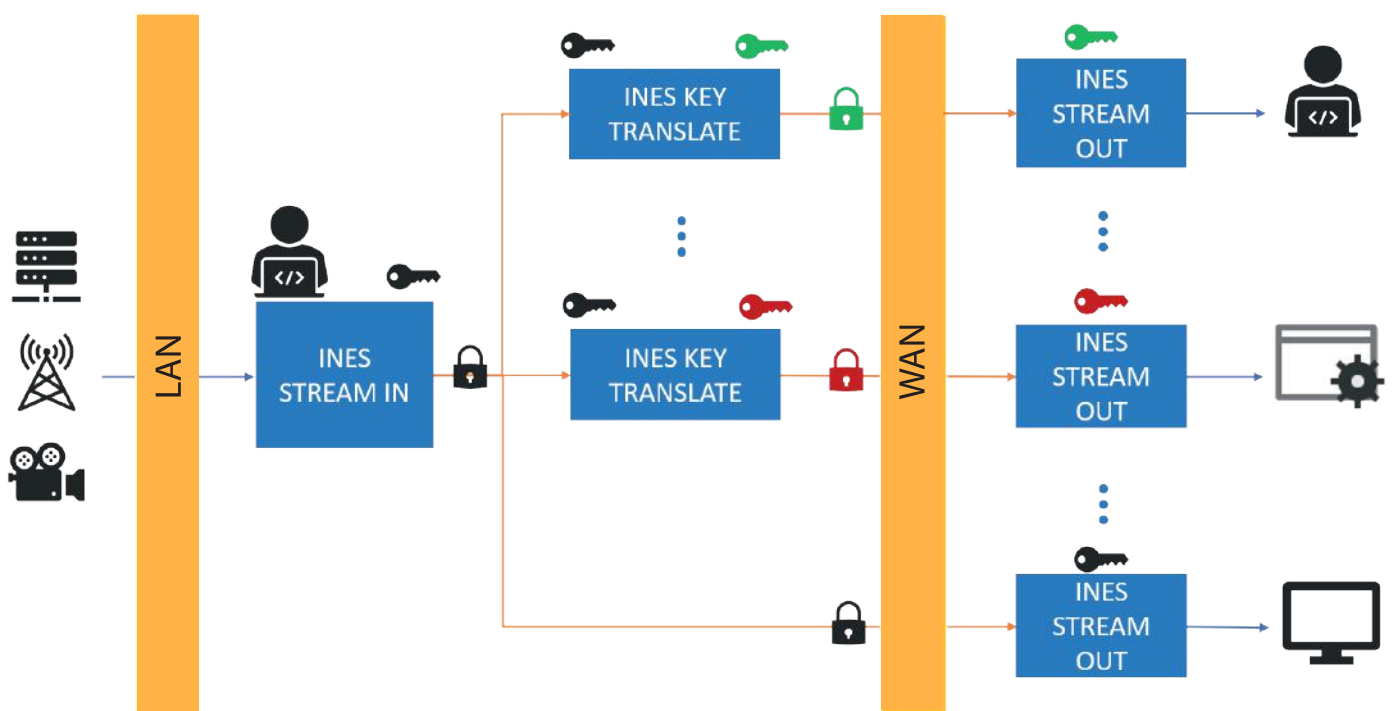 LAN
</>
INES
STREAM IN
INES KEY
TRANSLATE
INES KEY
TRANSLATE
WAN
INES
STREAM
OUT
</>
INES
STREAM
OUT
INES
STREAM
OUT